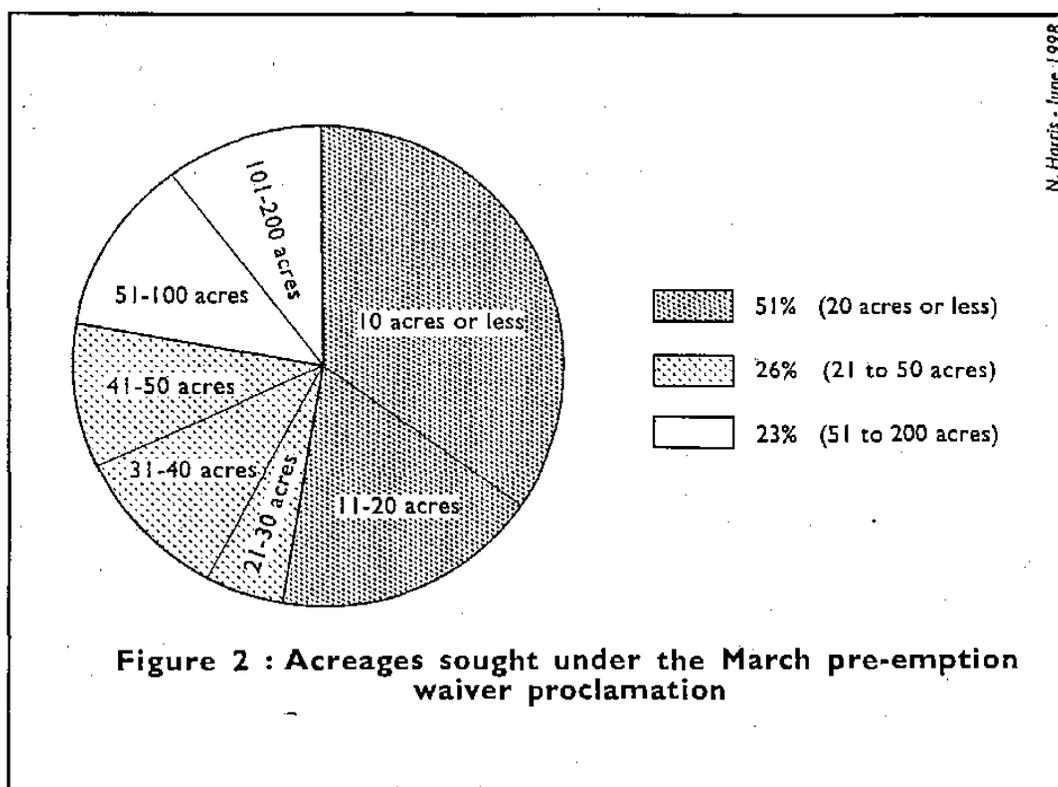 N. Harris - June 1998
101-200 acres
51-100 acres
10 acres or less
41-50 acres
31-40 acres
21-30 acres
11-20 acres
51% (20 acres or less)
26% (21 to 50 acres)
23% (51 to 200 acres)
Figure 2 : Acreages sought under the March pre-emption
waiver proclamation